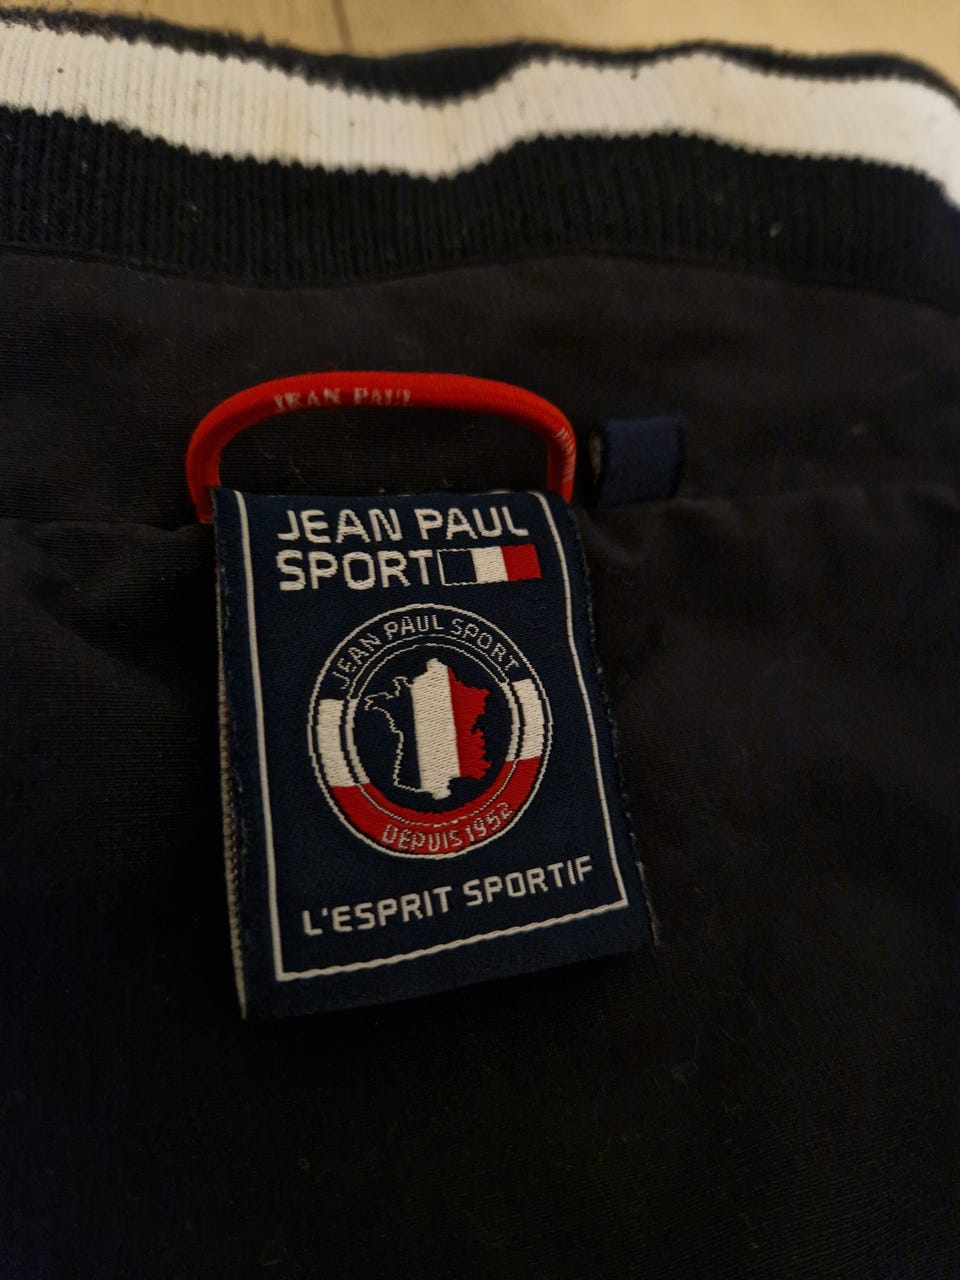 JEAN PAUL
JEAN PAUL
SPORT
JEAN PAUL SPORT
DEPUIS 1952
L'ESPRIT SPORTIF